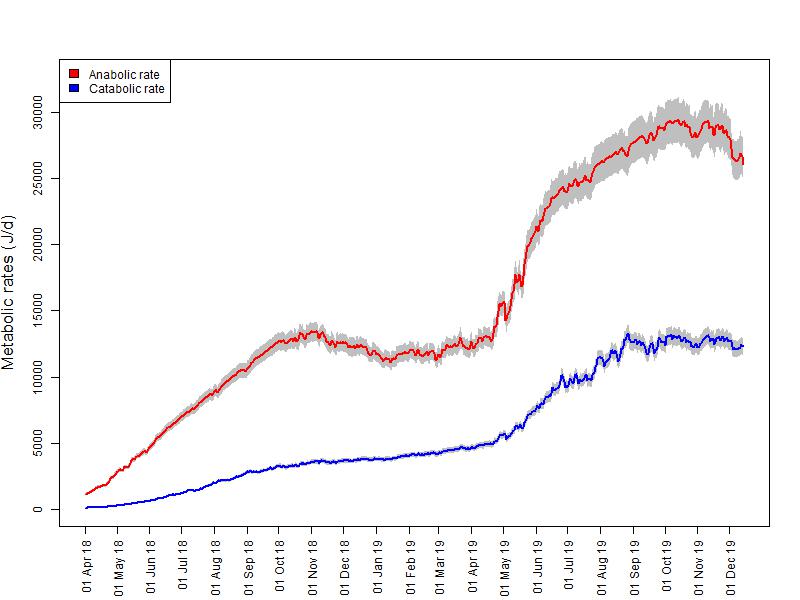 Anabolic rate
Catabolic rate
Metabolic rates (J/d)
30000
25000
20000
15000
10000
5000
0
01 Apr 18
01 May 18
01 Jun 18
01 Jul 18
01 Aug 18
01 Sep 18
01 Oct 18
01 Nov 18
01 Dec 18
01 Jan 19
01 Feb 19
01 Mar 19
01 Apr 19
01 May 19
01 Jun 19
01 Jul 19
01 Aug 19
01 Sep 19
01 Oct 19
01 Nov 19
01 Dec 19